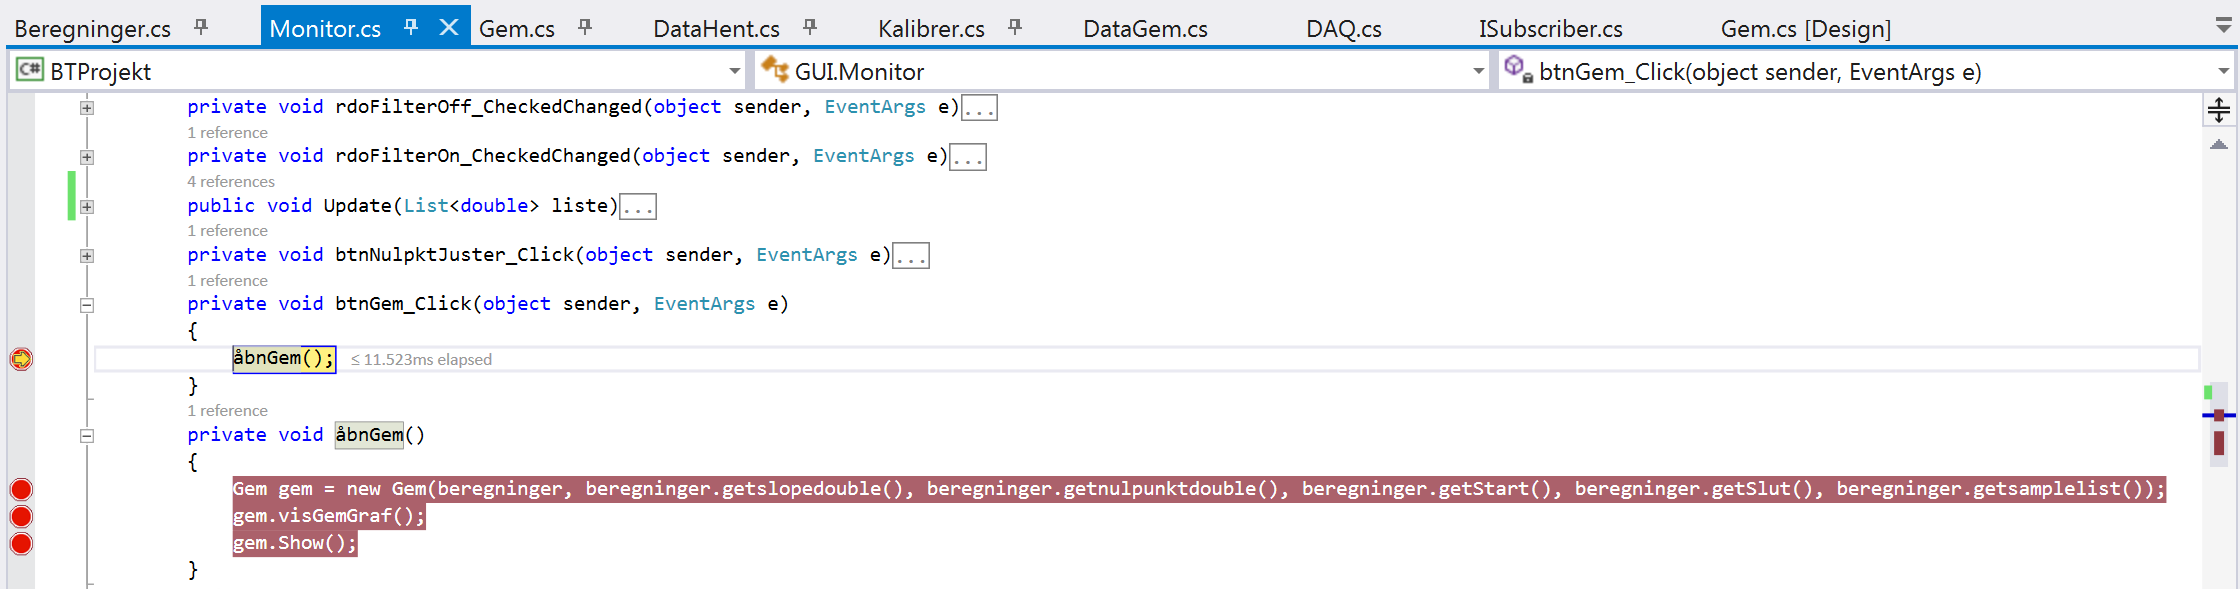 Beregninger.cs Monitor.cs Gem.cs DataHent.cs Kalibrer.cs DataGem.cs DAQ.cs ISubscriber.cs Gem.cs [Design]
C# BTProjekt GUI.Monitor btnGem_Click(object sender, EventArgs e)
private void rdoFilterOff_CheckedChanged(object sender, EventArgs e)...
1 reference
private void rdoFilterOn_CheckedChanged(object sender, EventArgs e)...
4 references
public void Update(List<double> liste)...
1 reference
private void btnNulpktJuster_Click(object sender, EventArgs e)...
1 reference
private void btnGem_Click(object sender, EventArgs e)
{
åbnGem(); ≤ 11.523ms elapsed
}
1 reference
private void åbnGem()
{
Gem gem = new Gem(beregninger, beregninger.getslopedouble(), beregninger.getnulpunktdouble(), beregninger.getStart(), beregninger.getSlut(), beregninger.getsamplelist());
gem.visGemGraf();
gem.Show();
}